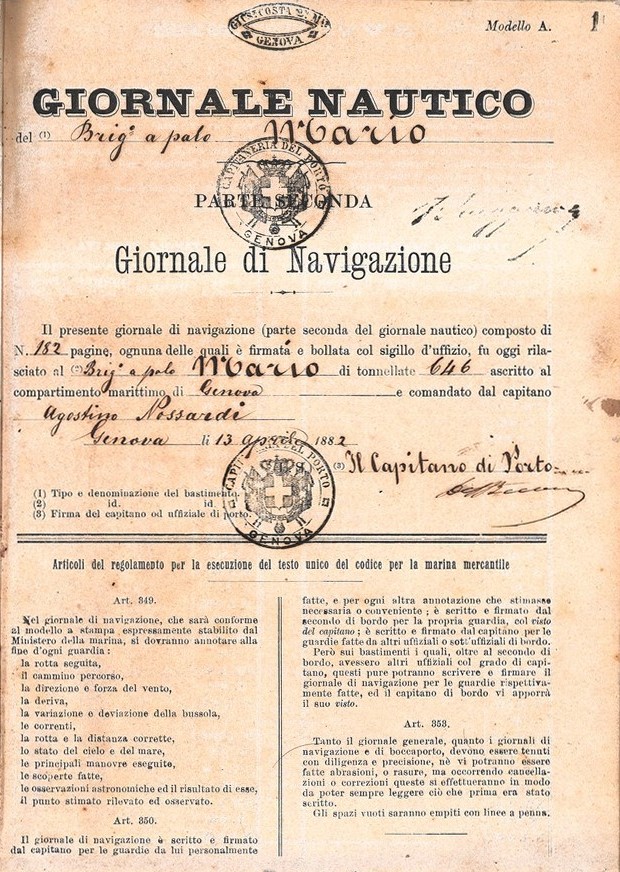 GENOVA
Modello A. 1
GIORNALE NAUTICO
del (1) Brigº a palo Mario
CAPITANERIA DEL PORTO
GENOVA
PARTE SECONDA
Giornale di Navigazione
Il presente giornale di navigazione (parte seconda del giornale nautico) composto di
N. 182 pagine, ognuna delle quali è firmata e bollata col sigillo d'uffizio, fu oggi rila-
sciato al (2) Brigº a palo Mario di tonnellate 646 ascritto al
compartimento marittimo di Genova e comandato dal capitano
Agostino Possardi
Genova li 13 aprile 1882
(3) Il Capitano di Porto
CAPITANERIA DEL PORTO
GENOVA
(1) Tipo e denominazione del bastimento.
(2) id. id.
(3) Firma del capitano od uffiziale di porto.
Articoli del regolamento per la esecuzione del testo unico del codice per la marina mercantile
Art. 349.
Nel giornale di navigazione, che sarà conforme
al modello a stampa espressamente stabilito dal
Ministero della marina, si dovranno annotare alla
fine d'ogni guardia :
la rotta seguita,
il cammino percorso,
la direzione e forza del vento,
la deriva,
la variazione e deviazione della bussola,
le correnti,
la rotta e la distanza corrette,
lo stato del cielo e del mare,
le principali manovre eseguite,
le scoperte fatte,
le osservazioni astronomiche ed il risultato di esse,
il punto stimato rilevato ed osservato.
Art. 350.
Il giornale di navigazione è scritto e firmato
dal capitano per le guardie da lui personalmente
fatte, e per ogni altra annotazione che stimasse
necessaria o conveniente ; è scritto e firmato dal
secondo di bordo per la propria guardia, col visto
del capitano ; è scritto e firmato dal capitano per le
guardie fatte da altri uffiziali o sott'uffiziali di bordo.
Però sui bastimenti i quali, oltre al secondo di
bordo, avessero altri uffiziali col grado di capi-
tano, questi pure potranno scrivere e firmare il
giornale di navigazione per le guardie rispettiva-
mente fatte, ed il capitano di bordo vi apporrà
il suo visto.
Art. 353.
Tanto il giornale generale, quanto i giornali di
navigazione e di boccaporto, devono essere tenuti
con diligenza e precisione, nè vi potranno essere
fatte abrasioni, o rasure, ma occorrendo cancella-
zioni o correzioni queste si effettueranno in modo
da poter sempre leggere ciò che prima era stato
scritto.
Gli spazi vuoti saranno empiti con linee a penna.